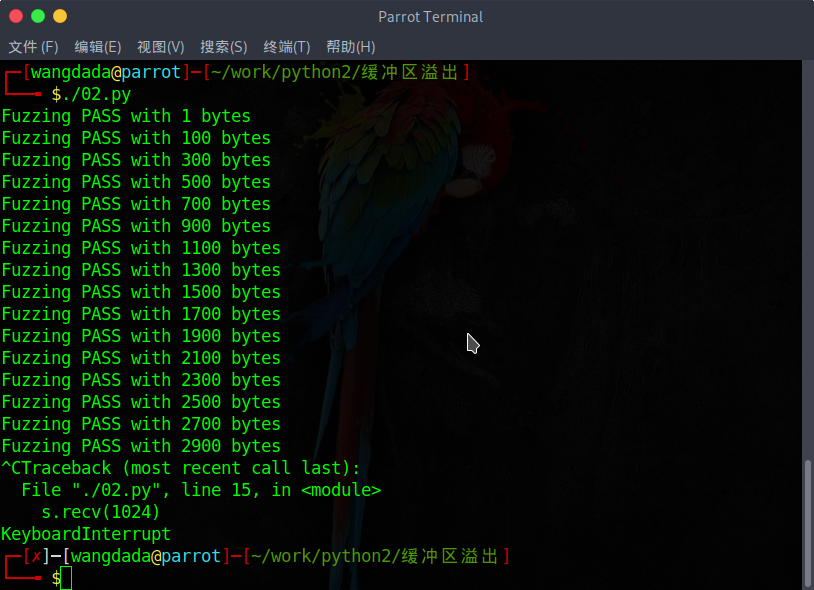 Parrot Terminal
文件(F) 编辑(E) 视图(V) 搜索(S) 终端(T) 帮助(H)
┌─[wangdada@parrot]─[~/work/python2/缓冲区溢出]
└──╼ $./02.py
Fuzzing PASS with 1 bytes
Fuzzing PASS with 100 bytes
Fuzzing PASS with 300 bytes
Fuzzing PASS with 500 bytes
Fuzzing PASS with 700 bytes
Fuzzing PASS with 900 bytes
Fuzzing PASS with 1100 bytes
Fuzzing PASS with 1300 bytes
Fuzzing PASS with 1500 bytes
Fuzzing PASS with 1700 bytes
Fuzzing PASS with 1900 bytes
Fuzzing PASS with 2100 bytes
Fuzzing PASS with 2300 bytes
Fuzzing PASS with 2500 bytes
Fuzzing PASS with 2700 bytes
Fuzzing PASS with 2900 bytes
^CTraceback (most recent call last):
  File "./02.py", line 15, in <module>
    s.recv(1024)
KeyboardInterrupt
┌─[✗]─[wangdada@parrot]─[~/work/python2/缓冲区溢出]
└──╼ $